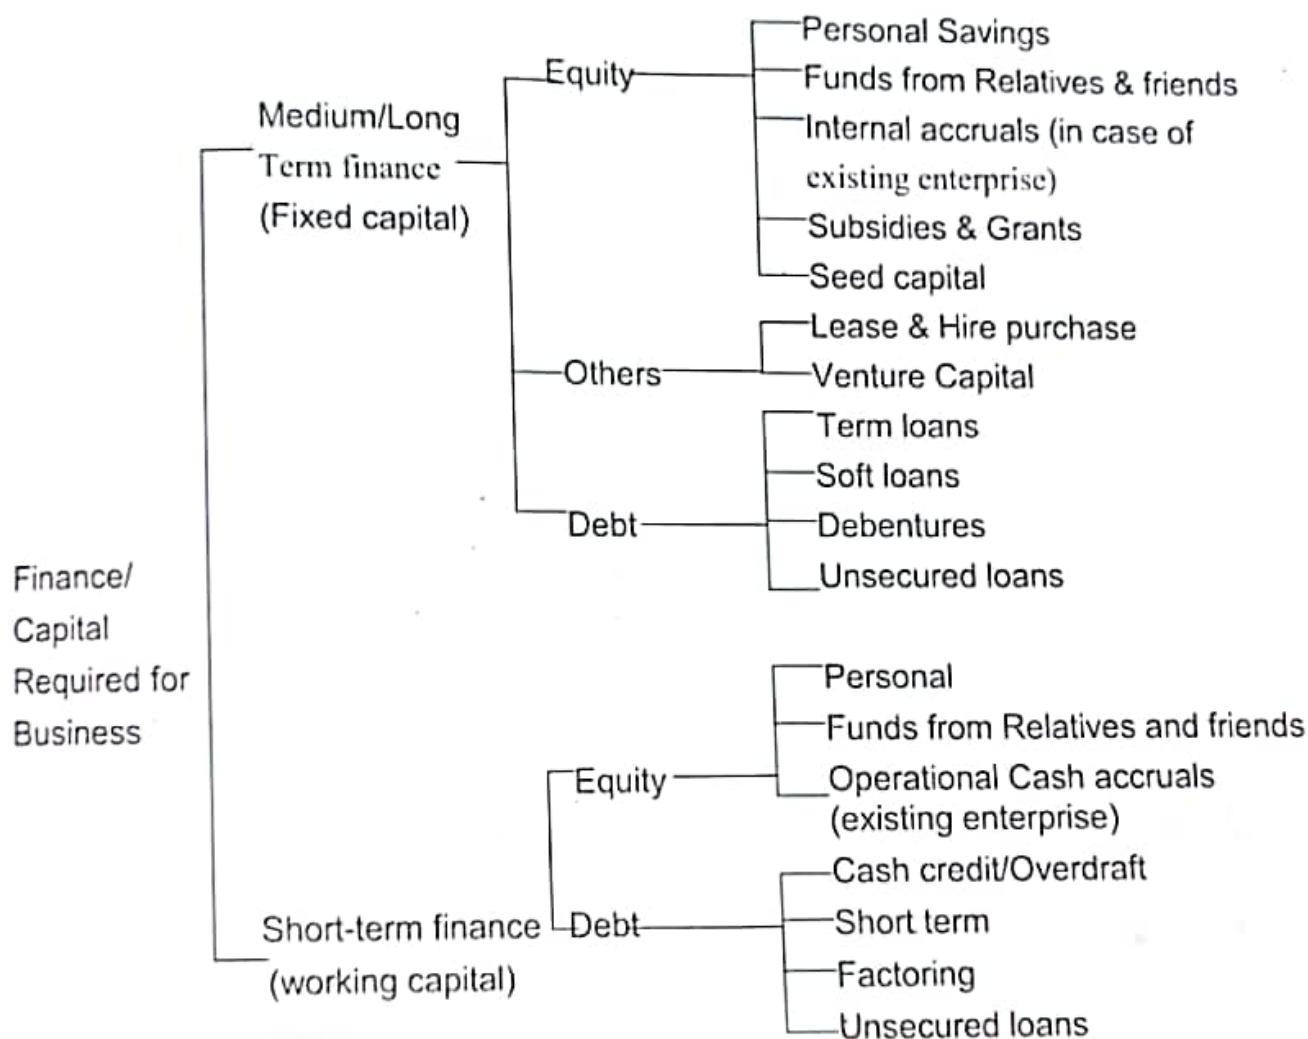 Finance/
Capital
Required for
Business
Medium/Long
Term finance
(Fixed capital)
Equity
Personal Savings
Funds from Relatives & friends
Internal accruals (in case of
existing enterprise)
Subsidies & Grants
Seed capital
Others
Lease & Hire purchase
Venture Capital
Debt
Term loans
Soft loans
Debentures
Unsecured loans
Short-term finance
(working capital)
Equity
Personal
Funds from Relatives and friends
Operational Cash accruals
(existing enterprise)
Debt
Cash credit/Overdraft
Short term
Factoring
Unsecured loans